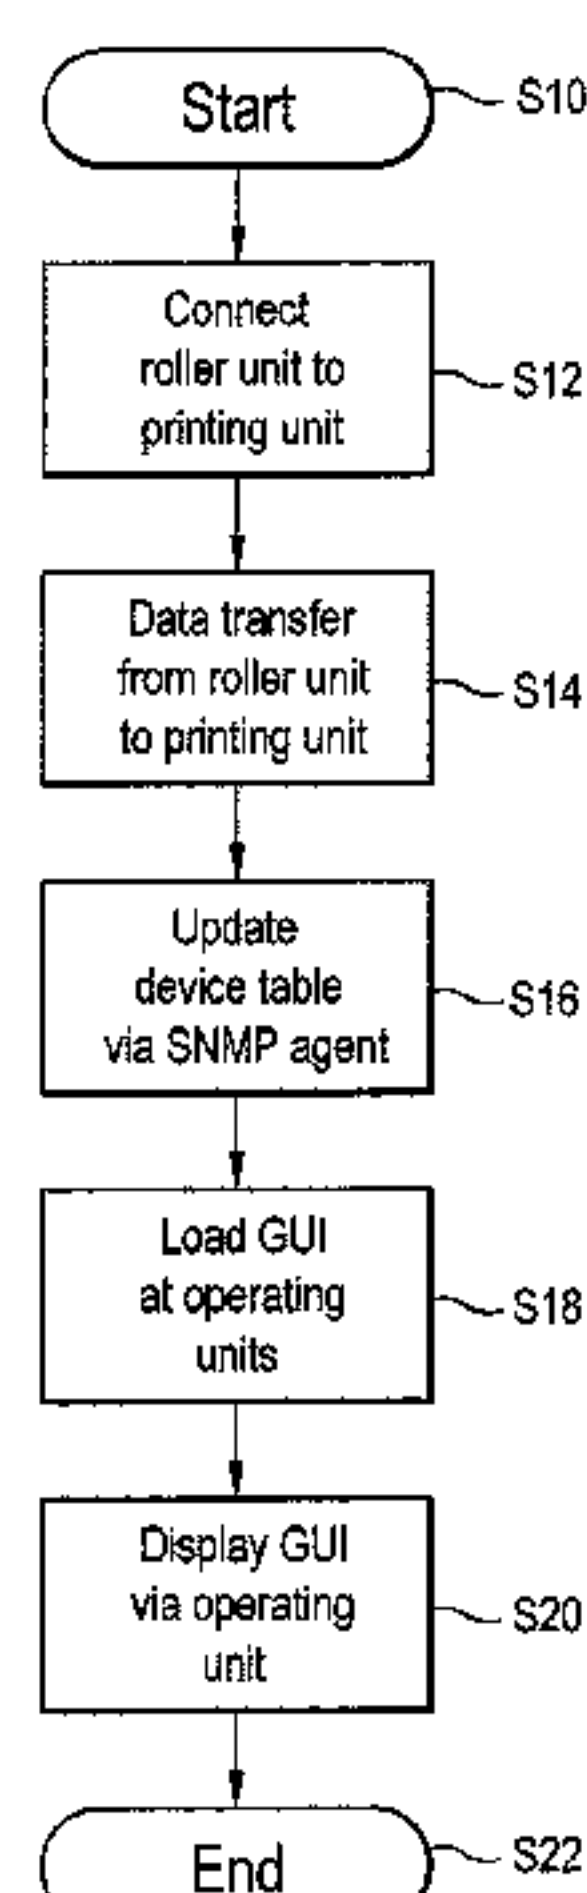 Start
S10
Connect
roller unit to
printing unit
S12
Data transfer
from roller unit
to printing unit
S14
Update
device table
via SNMP agent
S16
Load GUI
at operating
units
S18
Display GUI
via operating
unit
S20
End
S22